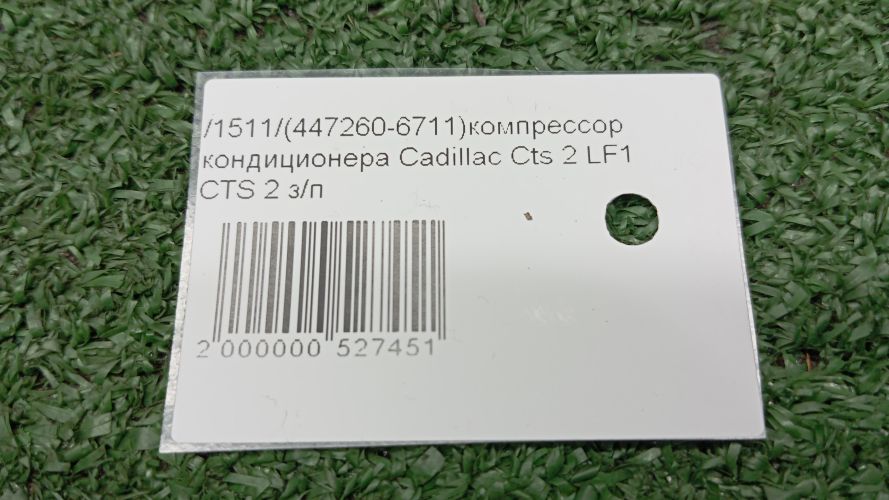 /1511/(447260-6711)компрессор
кондиционера Cadillac Cts 2 LF1
CTS 2 з/п
2 000000 527451